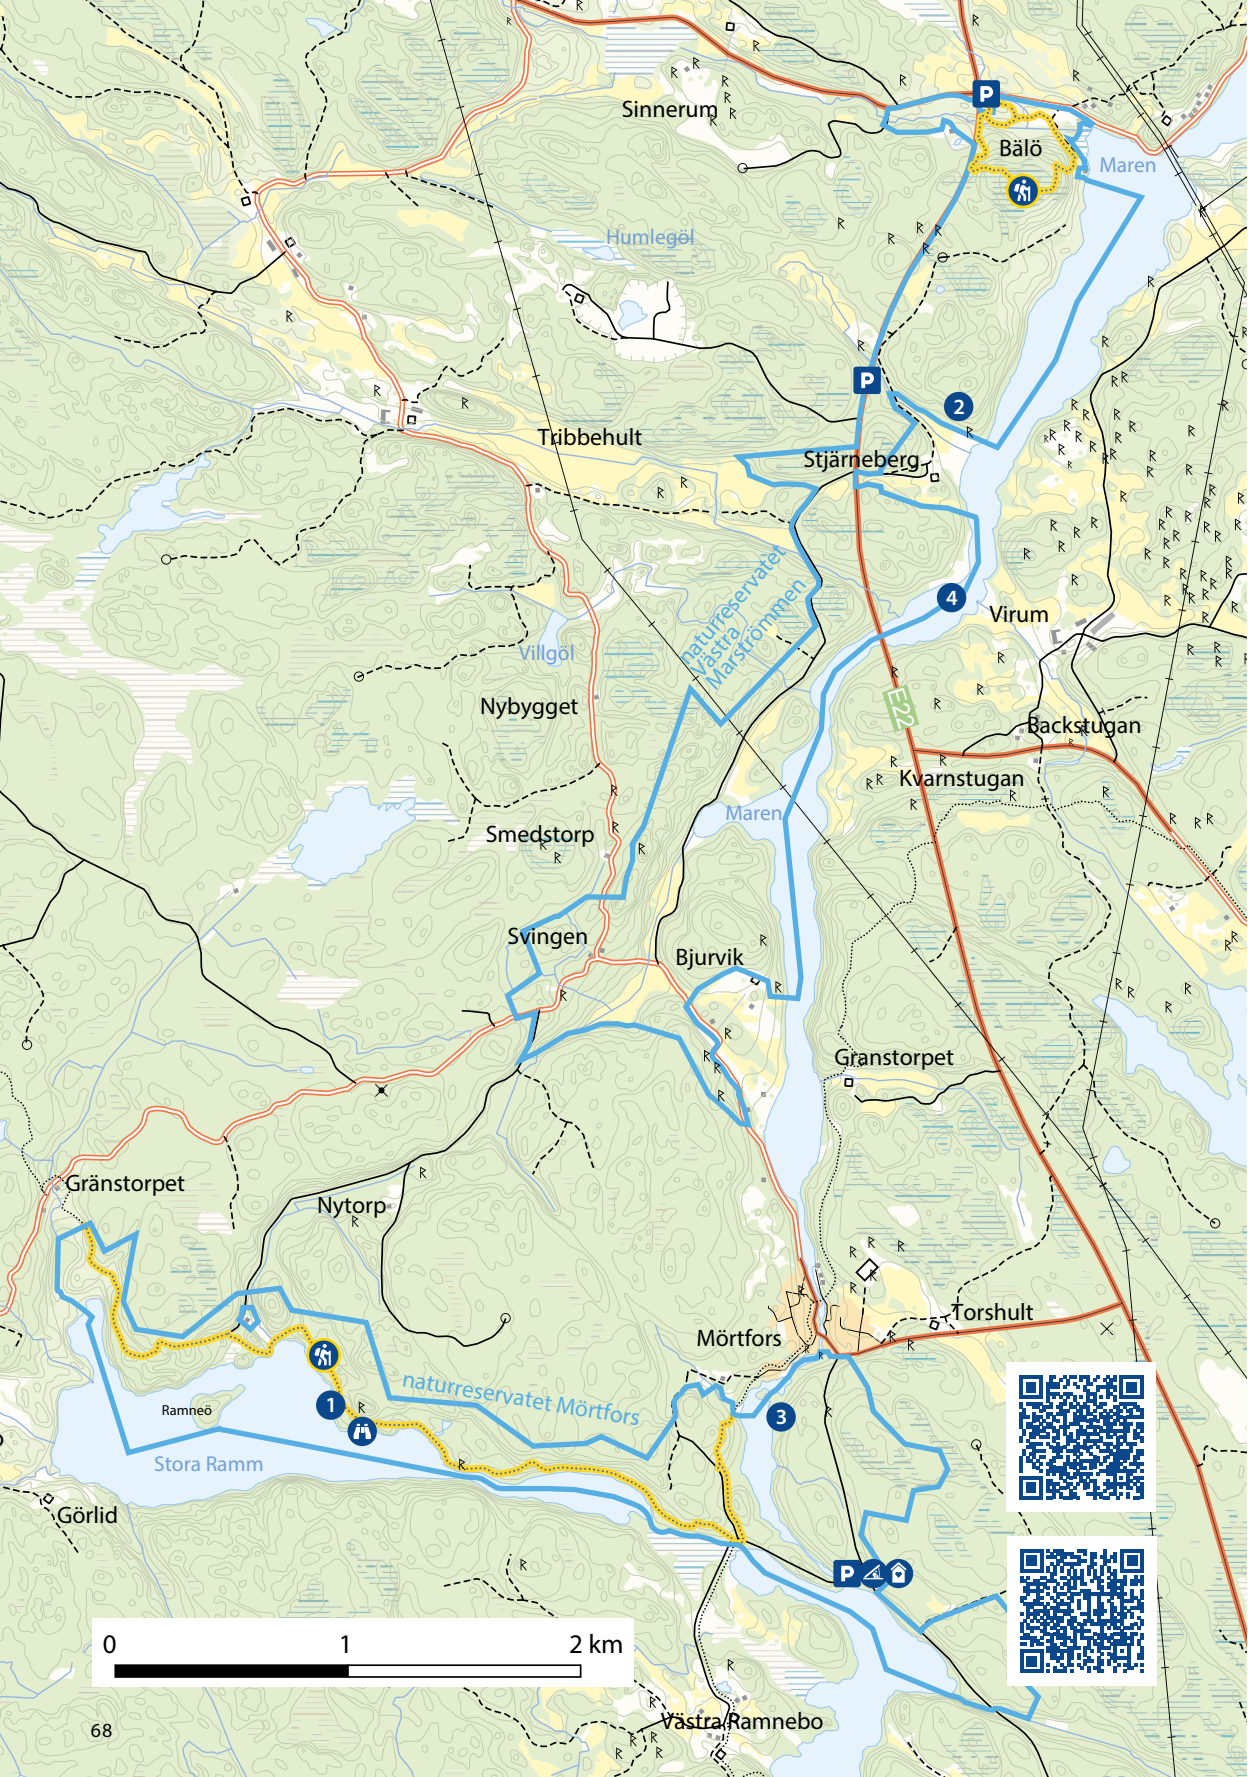 Sinnerum
P
Bälö
Maren
Humlegöl
P
2
Tribbehult
Stjärneberg
naturreservatet
Västra
Marströmmen
4
Virum
Villgöl
Nybygget
E22
Backstugan
Kvarnstugan
Maren
Smedstorp
Svingen
Bjurvik
Granstorpet
Gränstorpet
Nytorp
Torshult
Mörtfors
naturreservatet Mörtfors
1
Ramneö
3
Stora Ramm
Görlid
P
0 1 2 km
Västra Ramnebo
68